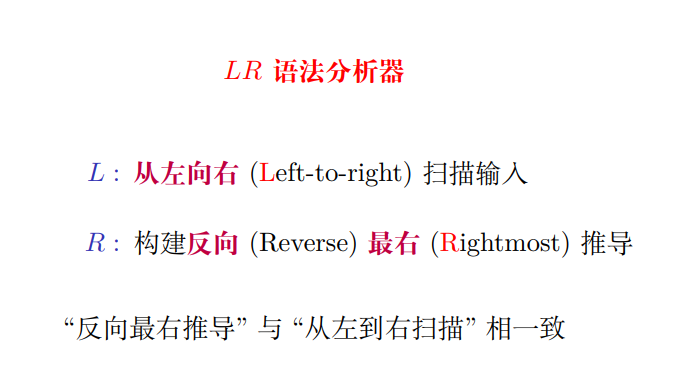 LR 语法分析器
L : 从左向右 (Left-to-right) 扫描输入
R : 构建反向 (Reverse) 最右 (Rightmost) 推导
“反向最右推导” 与 “从左到右扫描” 相一致